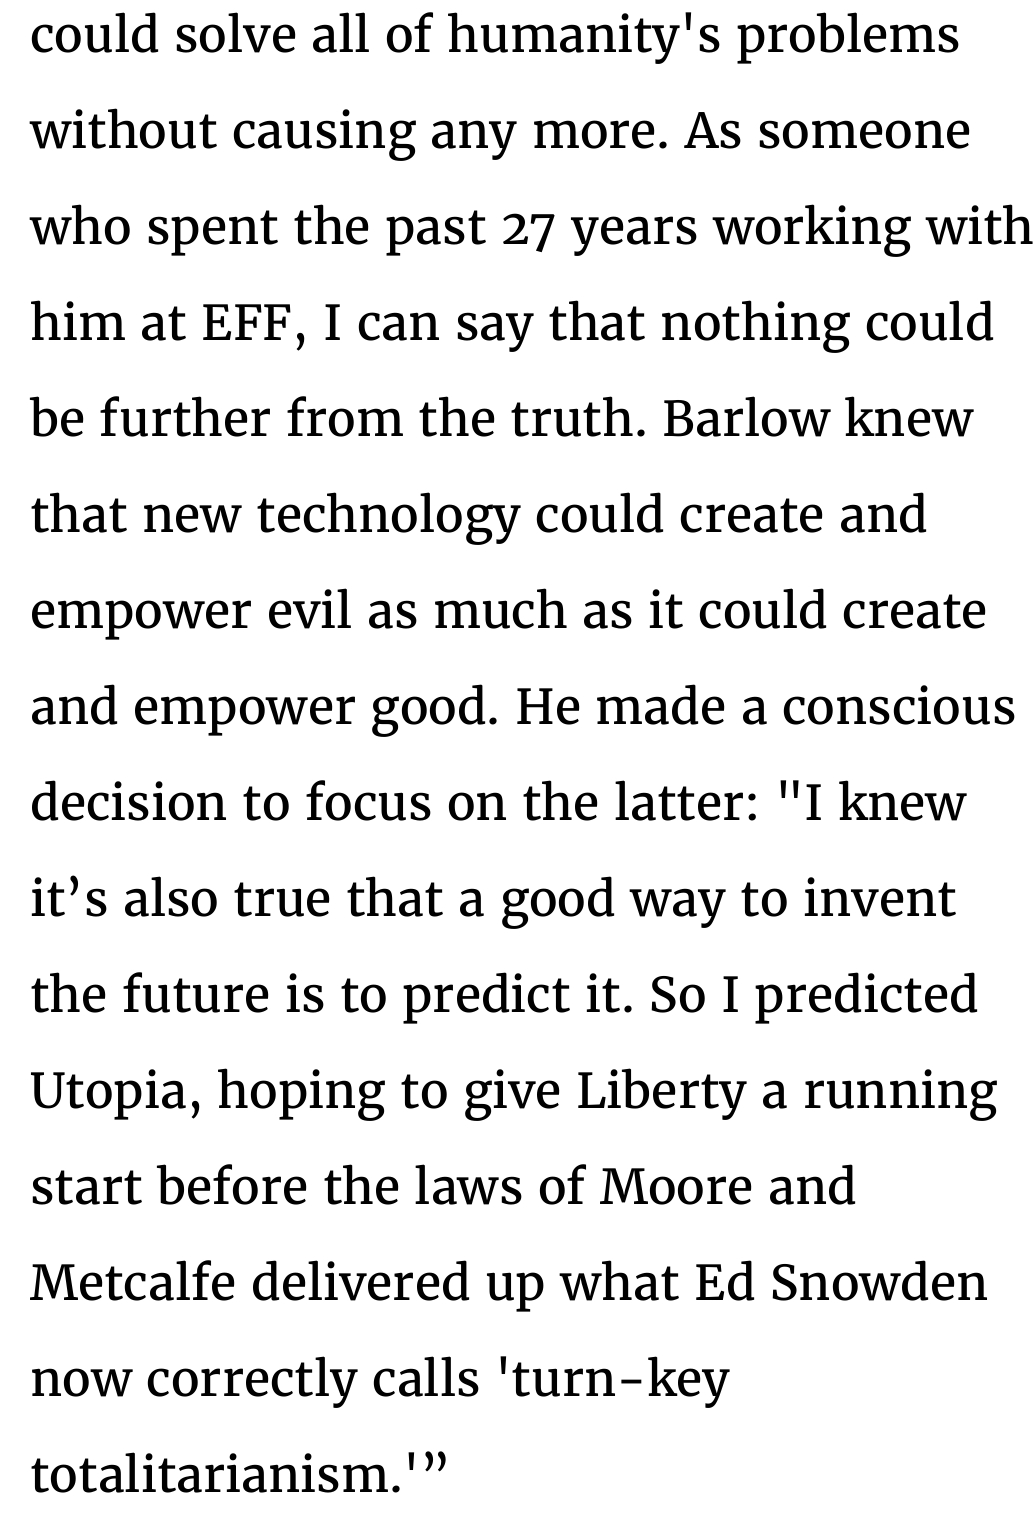 could solve all of humanity's problems
without causing any more. As someone
who spent the past 27 years working with
him at EFF, I can say that nothing could
be further from the truth. Barlow knew
that new technology could create and
empower evil as much as it could create
and empower good. He made a conscious
decision to focus on the latter: "I knew
it’s also true that a good way to invent
the future is to predict it. So I predicted
Utopia, hoping to give Liberty a running
start before the laws of Moore and
Metcalfe delivered up what Ed Snowden
now correctly calls 'turn-key
totalitarianism.'”